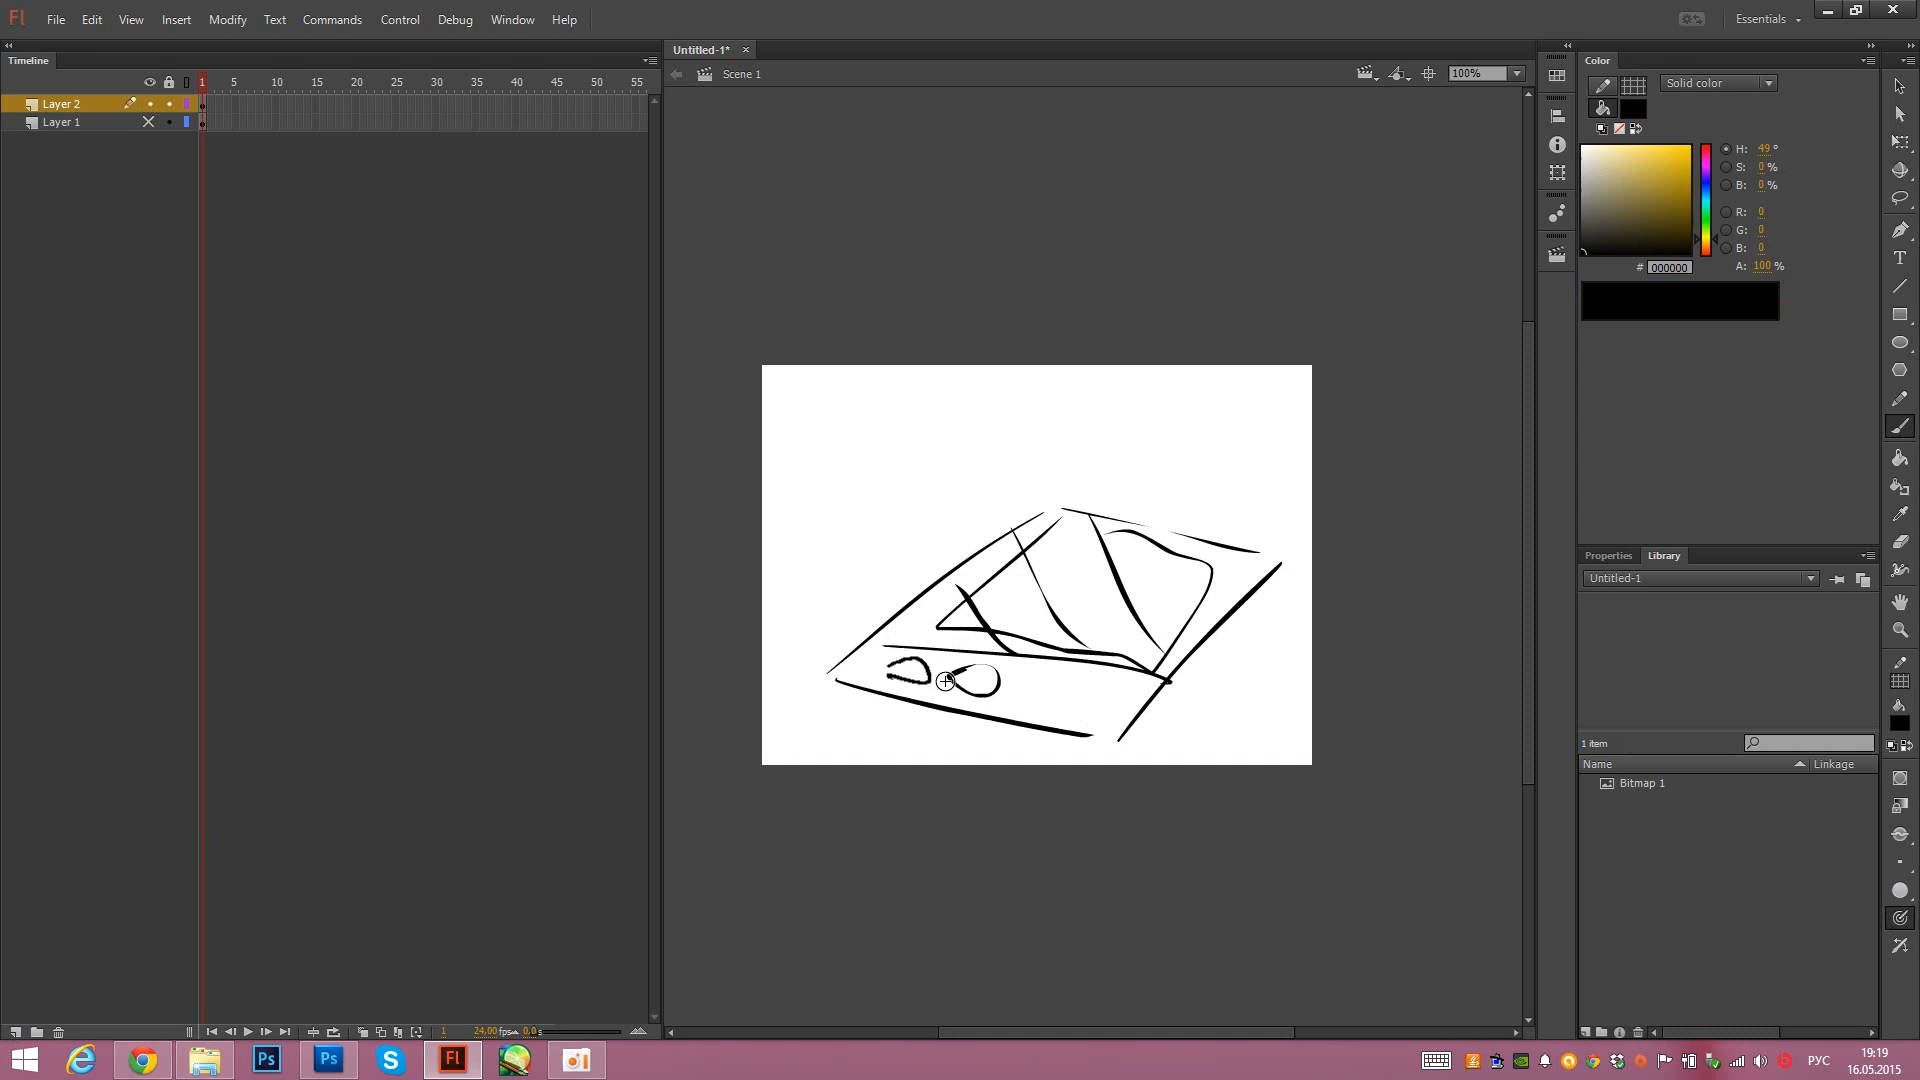 Fl File Edit View Insert Modify Text Commands Control Debug Window Help Essentials
Timeline
Untitled-1*
Color
Scene 1
100%
1 5 10 15 20 25 30 35 40 45 50 55
Solid color
Layer 2
Layer 1
H: 49 °
S: 0 %
B: 0 %
R: 0
G: 0
B: 0
# 000000
A: 100 %
Properties Library
Untitled-1
1 item
Name Linkage
Bitmap 1
1 24,00 fps 0,0 s
Ps Ps Fl
РУС
19:19
16.05.2015